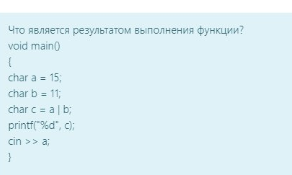 Что является результатом выполнения функции?
void main()
{
char a = 15;
char b = 11;
char c = a | b;
printf("%d", c);
cin >> a;
}